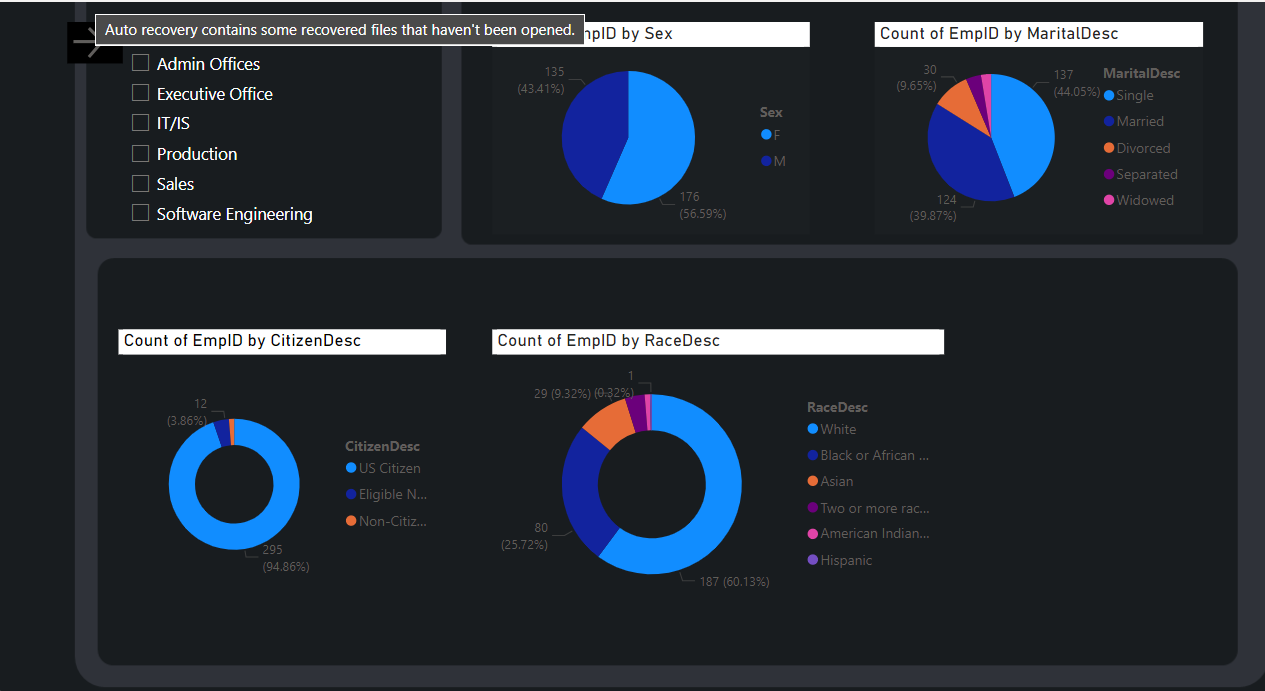 Auto recovery contains some recovered files that haven't been opened.
Admin Offices
Executive Office
IT/IS
Production
Sales
Software Engineering
EmpID by Sex
135
(43.41%)
176
(56.59%)
Sex
F
M
Count of EmpID by MaritalDesc
30
(9.65%)
137
(44.05%)
124
(39.87%)
MaritalDesc
Single
Married
Divorced
Separated
Widowed
Count of EmpID by CitizenDesc
12
(3.86%)
295
(94.86%)
CitizenDesc
US Citizen
Eligible N...
Non-Citiz...
Count of EmpID by RaceDesc
1
(0.32%)
29 (9.32%)
80
(25.72%)
187 (60.13%)
RaceDesc
White
Black or African ...
Asian
Two or more rac...
American Indian...
Hispanic